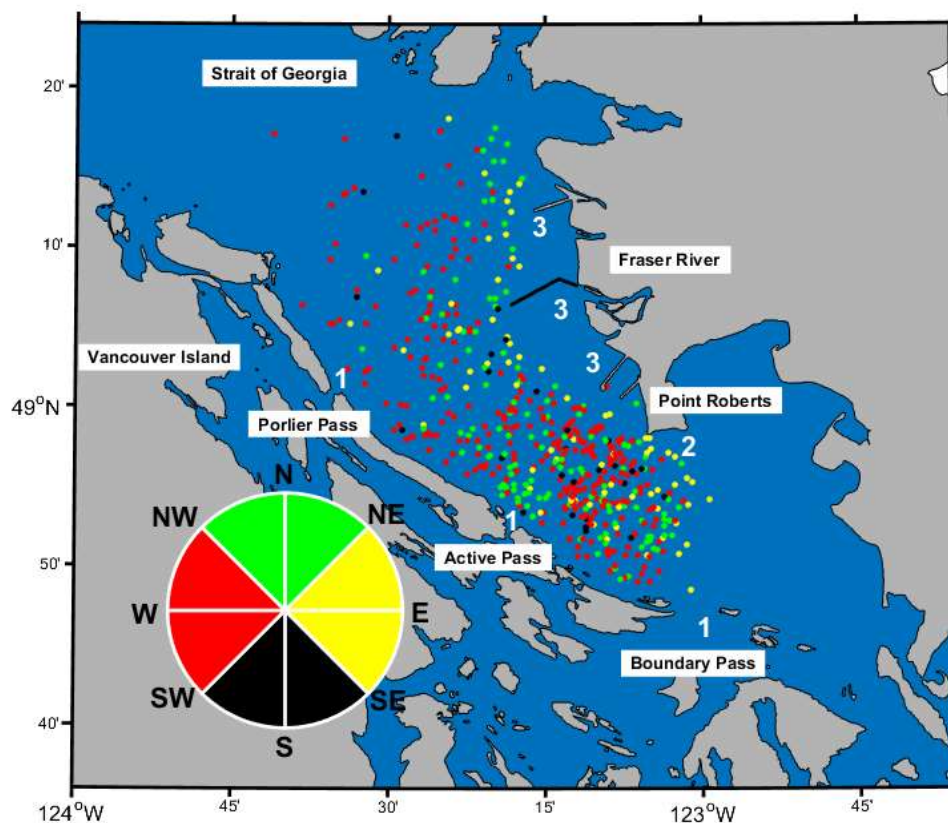 Strait of Georgia
20'
3
10'
Fraser River
3
Vancouver Island
3
1
Point Roberts
49°N
Porlier Pass
2
N
NW
NE
1
Active Pass
50'
W
E
1
Boundary Pass
SW
SE
40'
S
124°W
45'
30'
15'
123°W
45'